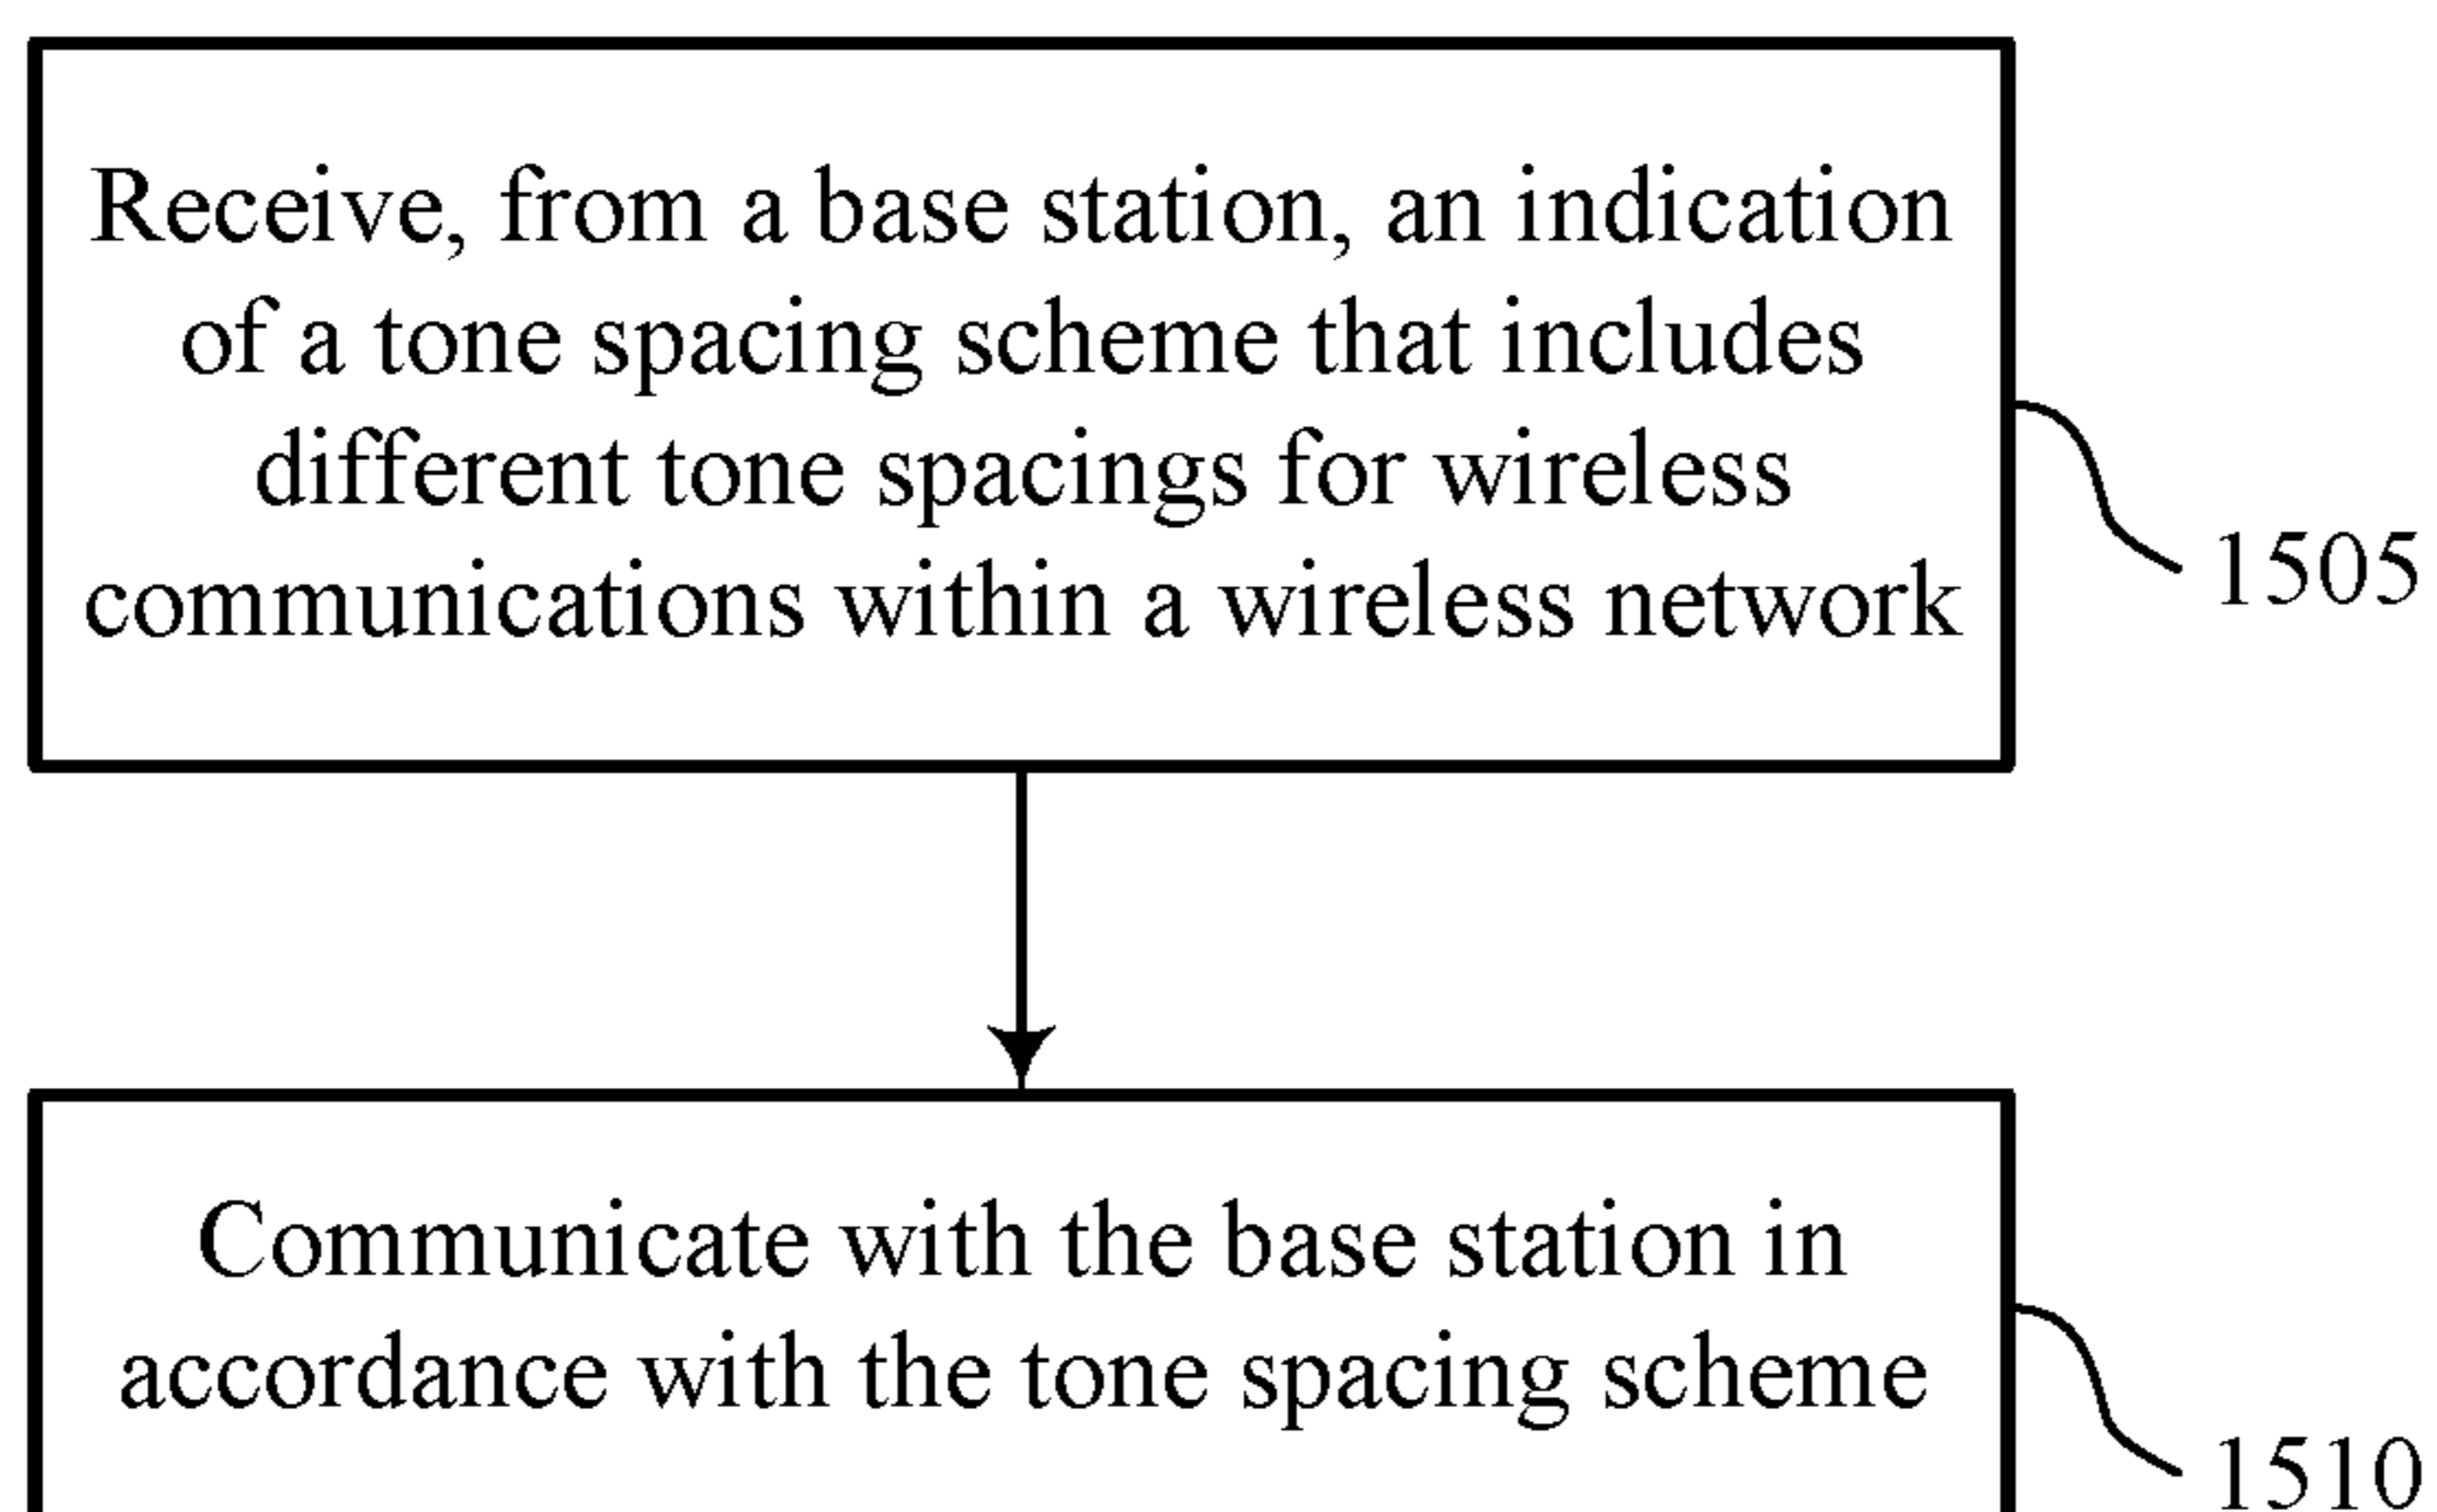 Receive, from a base station, an indication
of a tone spacing scheme that includes
different tone spacings for wireless
communications within a wireless network
1505
Communicate with the base station in
accordance with the tone spacing scheme
1510